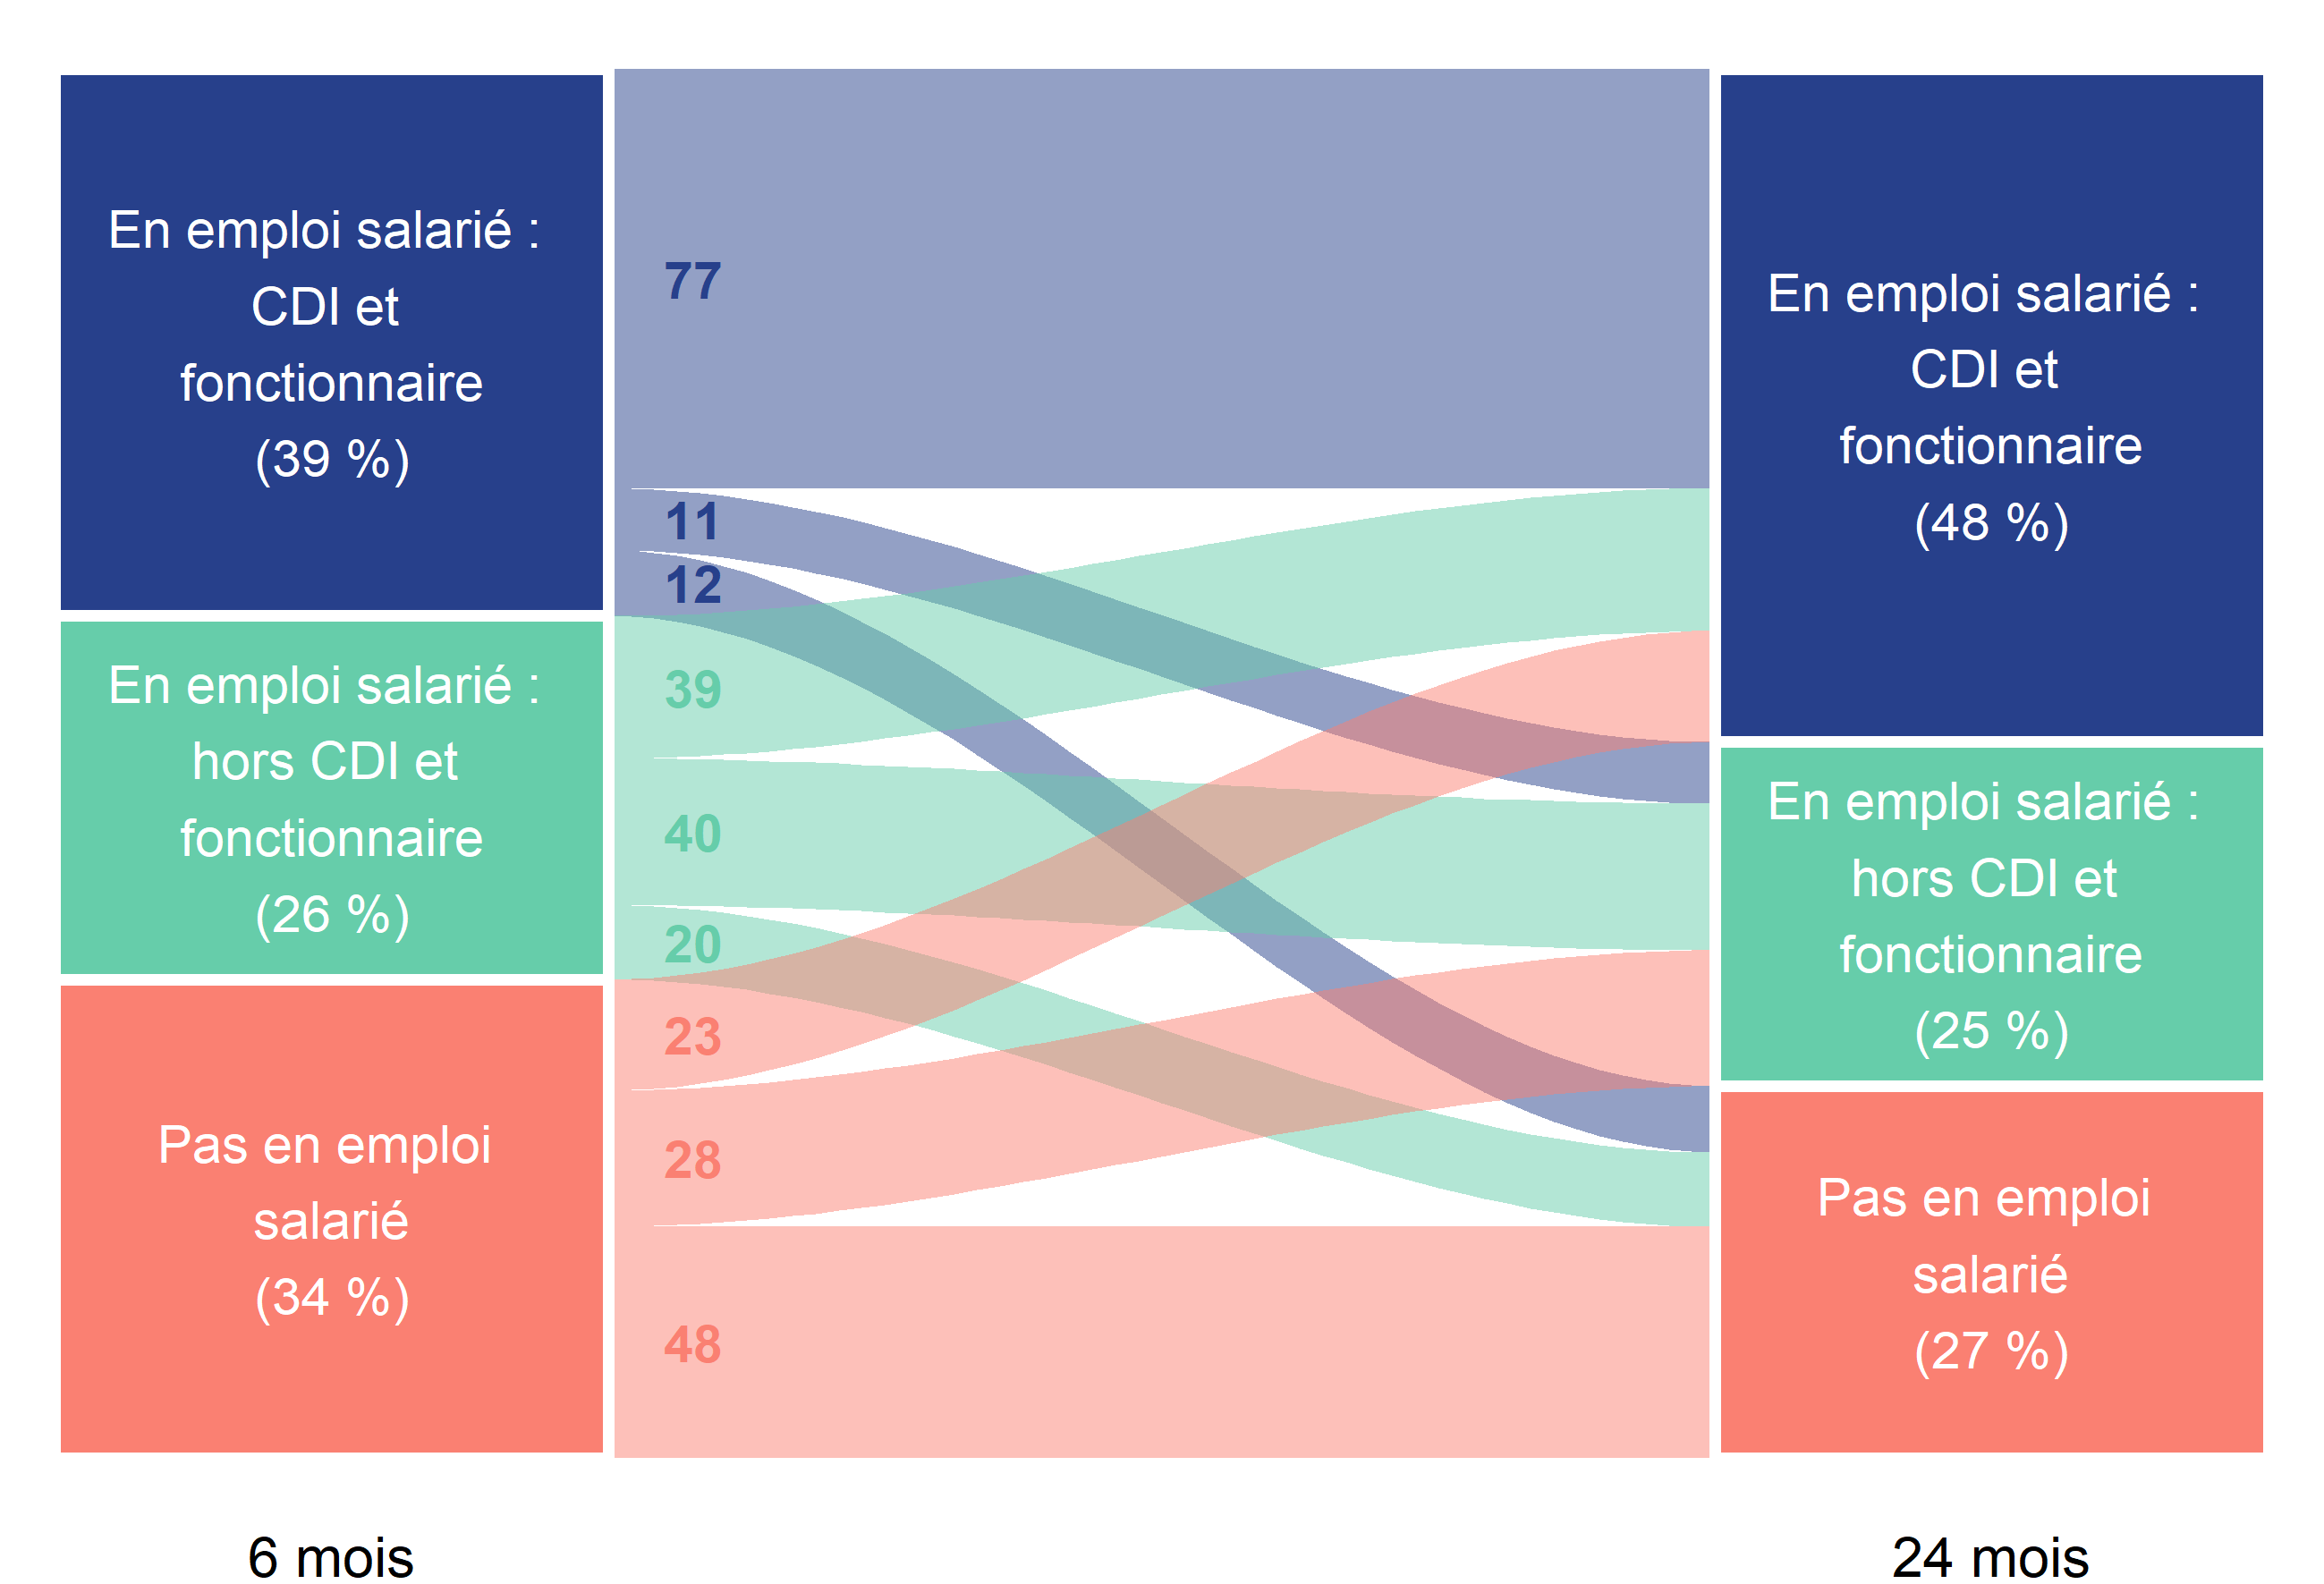 En emploi salarié :
CDI et
fonctionnaire
(39 %)
En emploi salarié :
hors CDI et
fonctionnaire
(26 %)
Pas en emploi
salarié
(34 %)
77
11
12
39
40
20
23
28
48
En emploi salarié :
CDI et
fonctionnaire
(48 %)
En emploi salarié :
hors CDI et
fonctionnaire
(25 %)
Pas en emploi
salarié
(27 %)
6 mois
24 mois